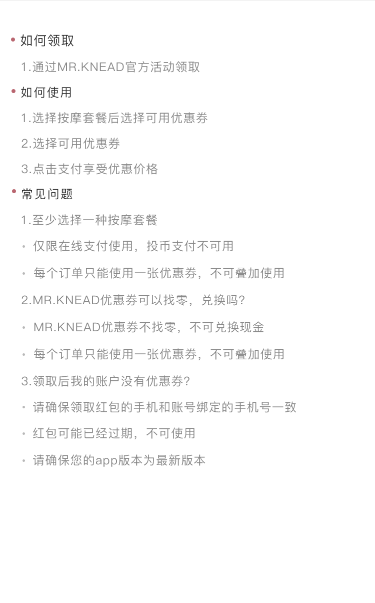 • 如何领取
1.通过MR.KNEAD官方活动领取
• 如何使用
1.选择按摩套餐后选择可用优惠券
2.选择可用优惠券
3.点击支付享受优惠价格
• 常见问题
1.至少选择一种按摩套餐
• 仅限在线支付使用，投币支付不可用
• 每个订单只能使用一张优惠券，不可叠加使用
2.MR.KNEAD优惠券可以找零，兑换吗？
• MR.KNEAD优惠券不找零，不可兑换现金
• 每个订单只能使用一张优惠券，不可叠加使用
3.领取后我的账户没有优惠券？
• 请确保领取红包的手机和账号绑定的手机号一致
• 红包可能已经过期，不可使用
• 请确保您的app版本为最新版本